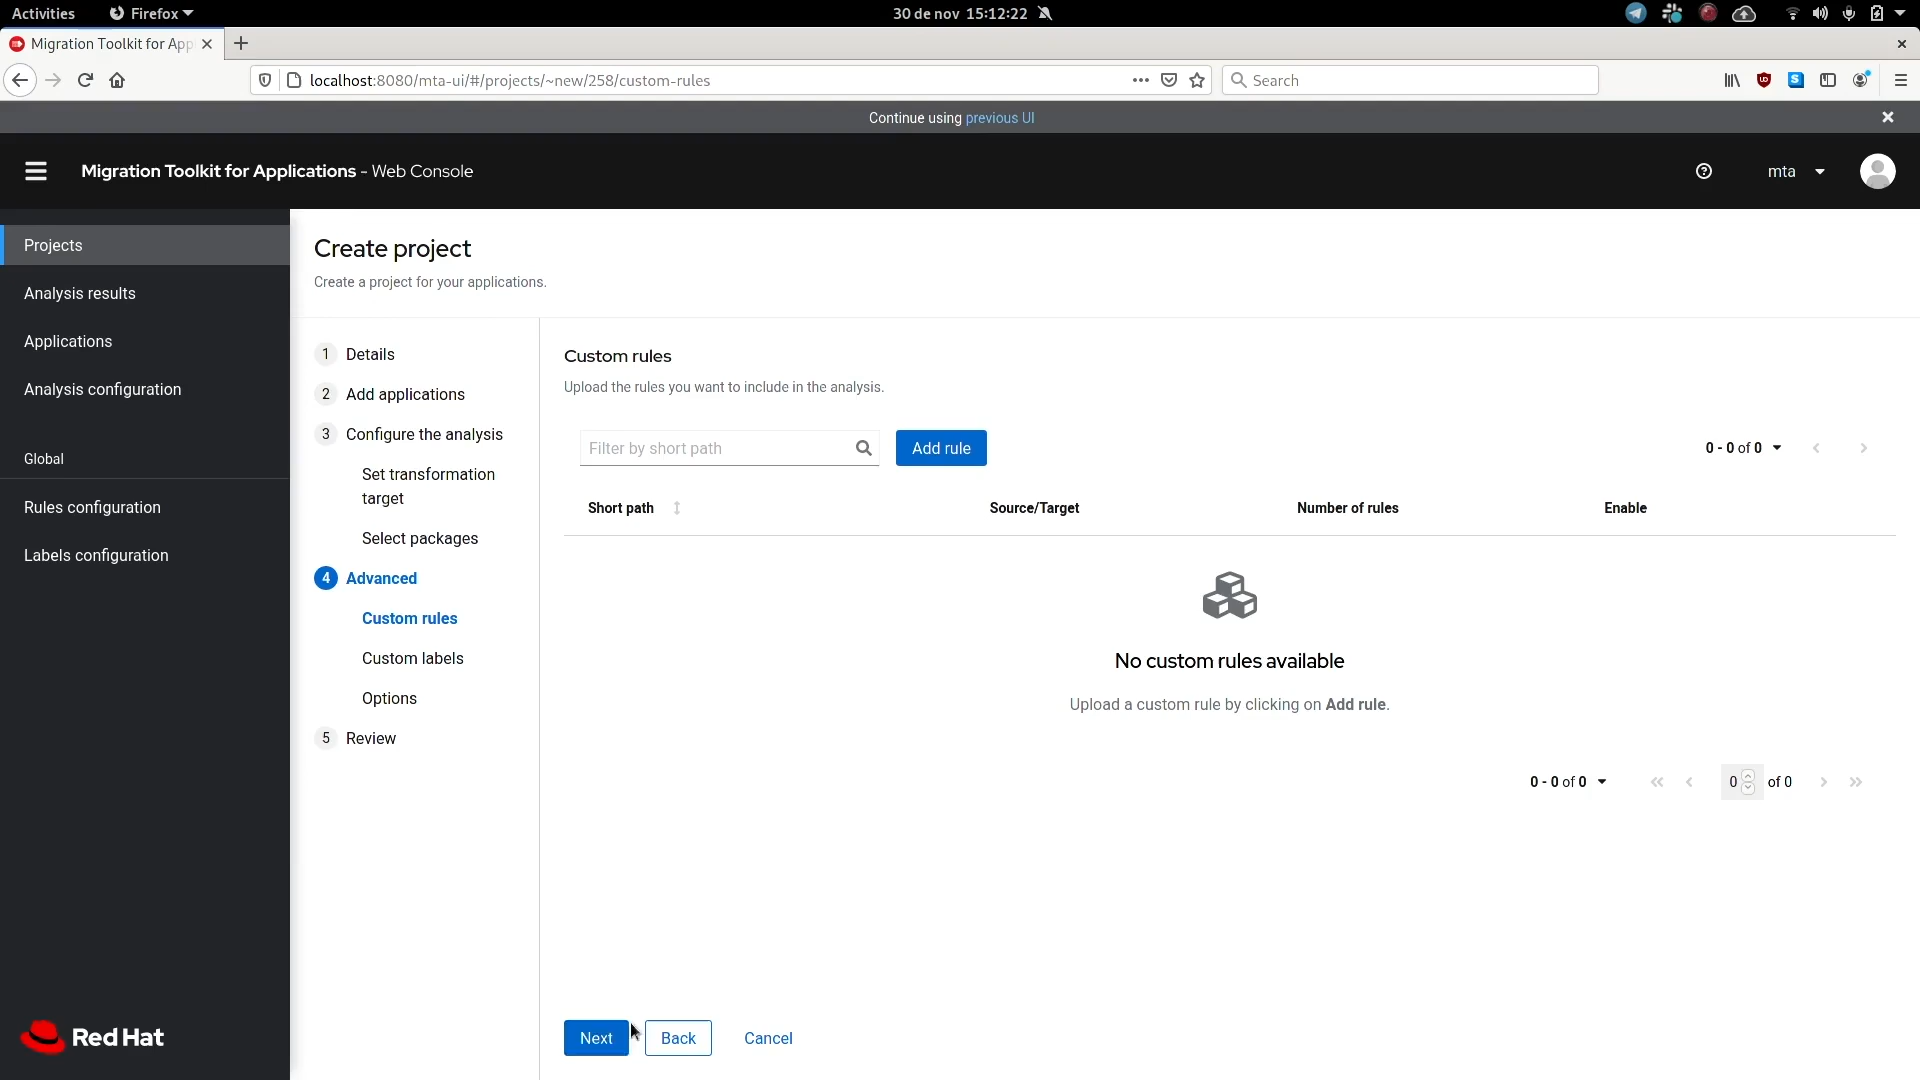 Activities
Firefox
30 de nov 15:12:22
Migration Toolkit for App
localhost:8080/mta-ui/#/projects/~new/258/custom-rules
Search
Continue using previous UI
Migration Toolkit for Applications - Web Console
mta
Projects
Analysis results
Applications
Analysis configuration
Global
Rules configuration
Labels configuration
Red Hat
Create project
Create a project for your applications.
1 Details
2 Add applications
3 Configure the analysis
Set transformation
target
Select packages
4 Advanced
Custom rules
Custom labels
Options
5 Review
Custom rules
Upload the rules you want to include in the analysis.
Filter by short path
Add rule
0 - 0 of 0
Short path
Source/Target
Number of rules
Enable
No custom rules available
Upload a custom rule by clicking on Add rule.
0 - 0 of 0
0 of 0
Next
Back
Cancel